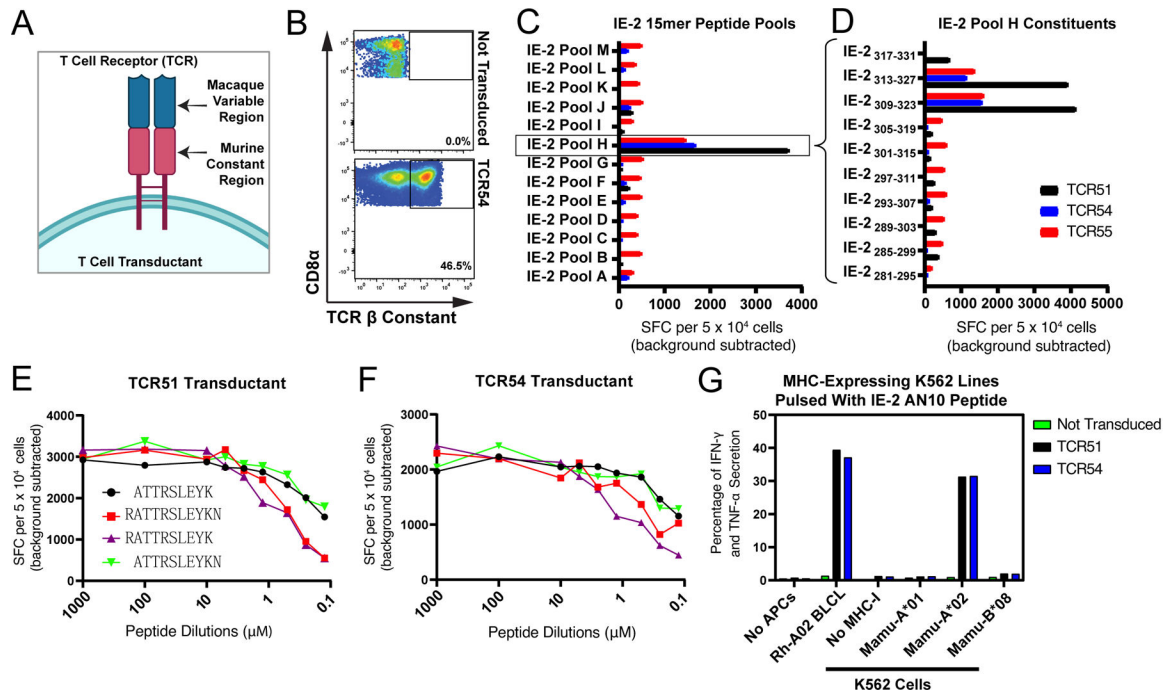 A
T Cell Receptor (TCR)
Macaque
Variable
Region
Murine
Constant
Region
T Cell Transductant
B
Not Transduced
0.0%
TCR54
46.5%
CD8α
TCR β Constant
C
IE-2 15mer Peptide Pools
IE-2 Pool M
IE-2 Pool L
IE-2 Pool K
IE-2 Pool J
IE-2 Pool I
IE-2 Pool H
IE-2 Pool G
IE-2 Pool F
IE-2 Pool E
IE-2 Pool D
IE-2 Pool C
IE-2 Pool B
IE-2 Pool A
0 1000 2000 3000 4000
SFC per 5 x 10⁴ cells
(background subtracted)
D
IE-2 Pool H Constituents
IE-2 317-331
IE-2 313-327
IE-2 309-323
IE-2 305-319
IE-2 301-315
IE-2 297-311
IE-2 293-307
IE-2 289-303
IE-2 285-299
IE-2 281-295
TCR51
TCR54
TCR55
0 1000 2000 3000 4000 5000
SFC per 5 x 10⁴ cells
(background subtracted)
E
TCR51 Transductant
SFC per 5 x 10⁴ cells
(background subtracted)
4000
3000
2000
1000
0
ATTRSLEYK
RATTRSLEYKN
RATTRSLEYK
ATTRSLEYKN
1000 100 10 1 0.1
Peptide Dilutions (µM)
F
TCR54 Transductant
SFC per 5 x 10⁴ cells
(background subtracted)
3000
2000
1000
0
1000 100 10 1 0.1
Peptide Dilutions (µM)
G
MHC-Expressing K562 Lines
Pulsed With IE-2 AN10 Peptide
Percentage of IFN-γ
and TNF-α Secretion
50
40
30
20
10
0
Not Transduced
TCR51
TCR54
No APCs
Rh-A02 BLCL
No MHC-I
Mamu-A*01
Mamu-A*02
Mamu-B*08
K562 Cells